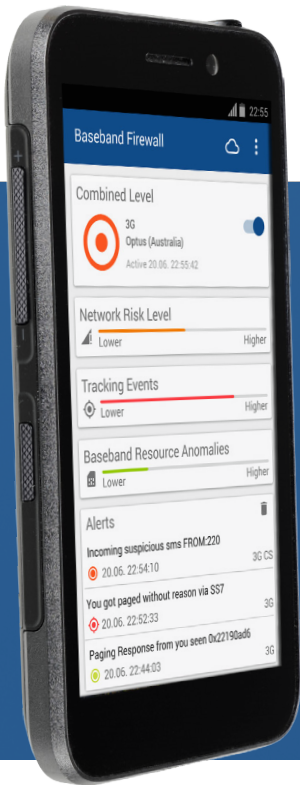 22:55
Baseband Firewall
Combined Level
3G
Optus (Australia)
Active 20.06. 22:55:42
Network Risk Level
Lower Higher
Tracking Events
Lower Higher
Baseband Resource Anomalies
Lower Higher
Alerts
Incoming suspicious sms FROM:220
20.06. 22:54:10 3G CS
You got paged without reason via SS7
20.06. 22:52:33 3G
Paging Response from you seen 0x22190ad6
20.06. 22:44:03 3G